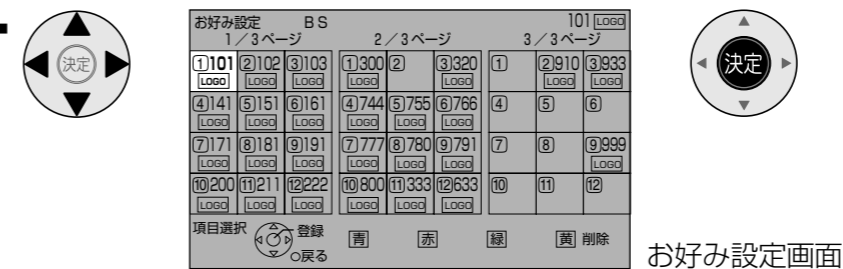 決定
お好み設定 BS 101 LOGO
1/3ページ 2/3ページ 3/3ページ
①101 ②102 ③103 ①300 ② ③320 ① ②910 ③933
LOGO LOGO LOGO LOGO LOGO LOGO LOGO
④141 ⑤151 ⑥161 ④744 ⑤755 ⑥766 ④ ⑤ ⑥
LOGO LOGO LOGO LOGO LOGO LOGO
⑦171 ⑧181 ⑨191 ⑦777 ⑧780 ⑨791 ⑦ ⑧ ⑨999
LOGO LOGO LOGO LOGO LOGO LOGO LOGO
⑩200 ⑪211 ⑫222 ⑩800 ⑪333 ⑫633 ⑩ ⑪ ⑫
LOGO LOGO LOGO LOGO LOGO LOGO
項目選択 登録 青 赤 緑 黄 削除
○戻る
決定
お好み設定画面